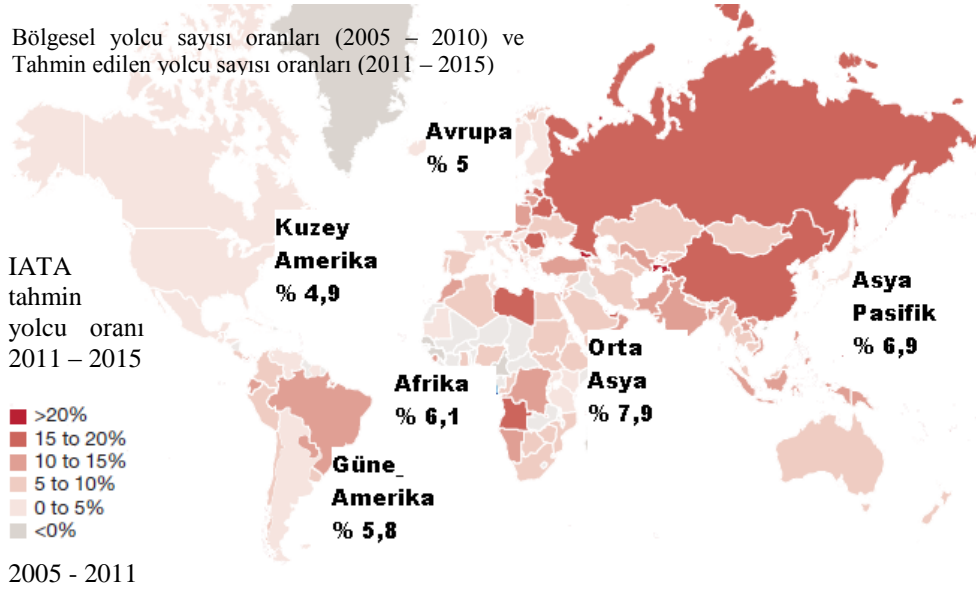 Bölgesel yolcu sayısı oranları (2005 – 2010) ve
Tahmin edilen yolcu sayısı oranları (2011 – 2015)
Avrupa
% 5
Kuzey
Amerika
% 4,9
IATA
tahmin
yolcu oranı
2011 – 2015
Asya
Pasifik
% 6,9
Orta
Asya
% 7,9
Afrika
% 6,1
Güne_
Amerika
% 5,8
>20%
15 to 20%
10 to 15%
5 to 10%
0 to 5%
<0%
2005 - 2011